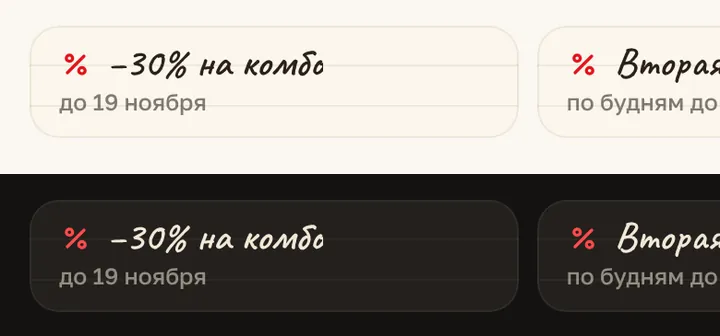 % –30% на комбо
до 19 ноября
% Вторая
по будням до
% –30% на комбо
до 19 ноября
% Вторая
по будням до